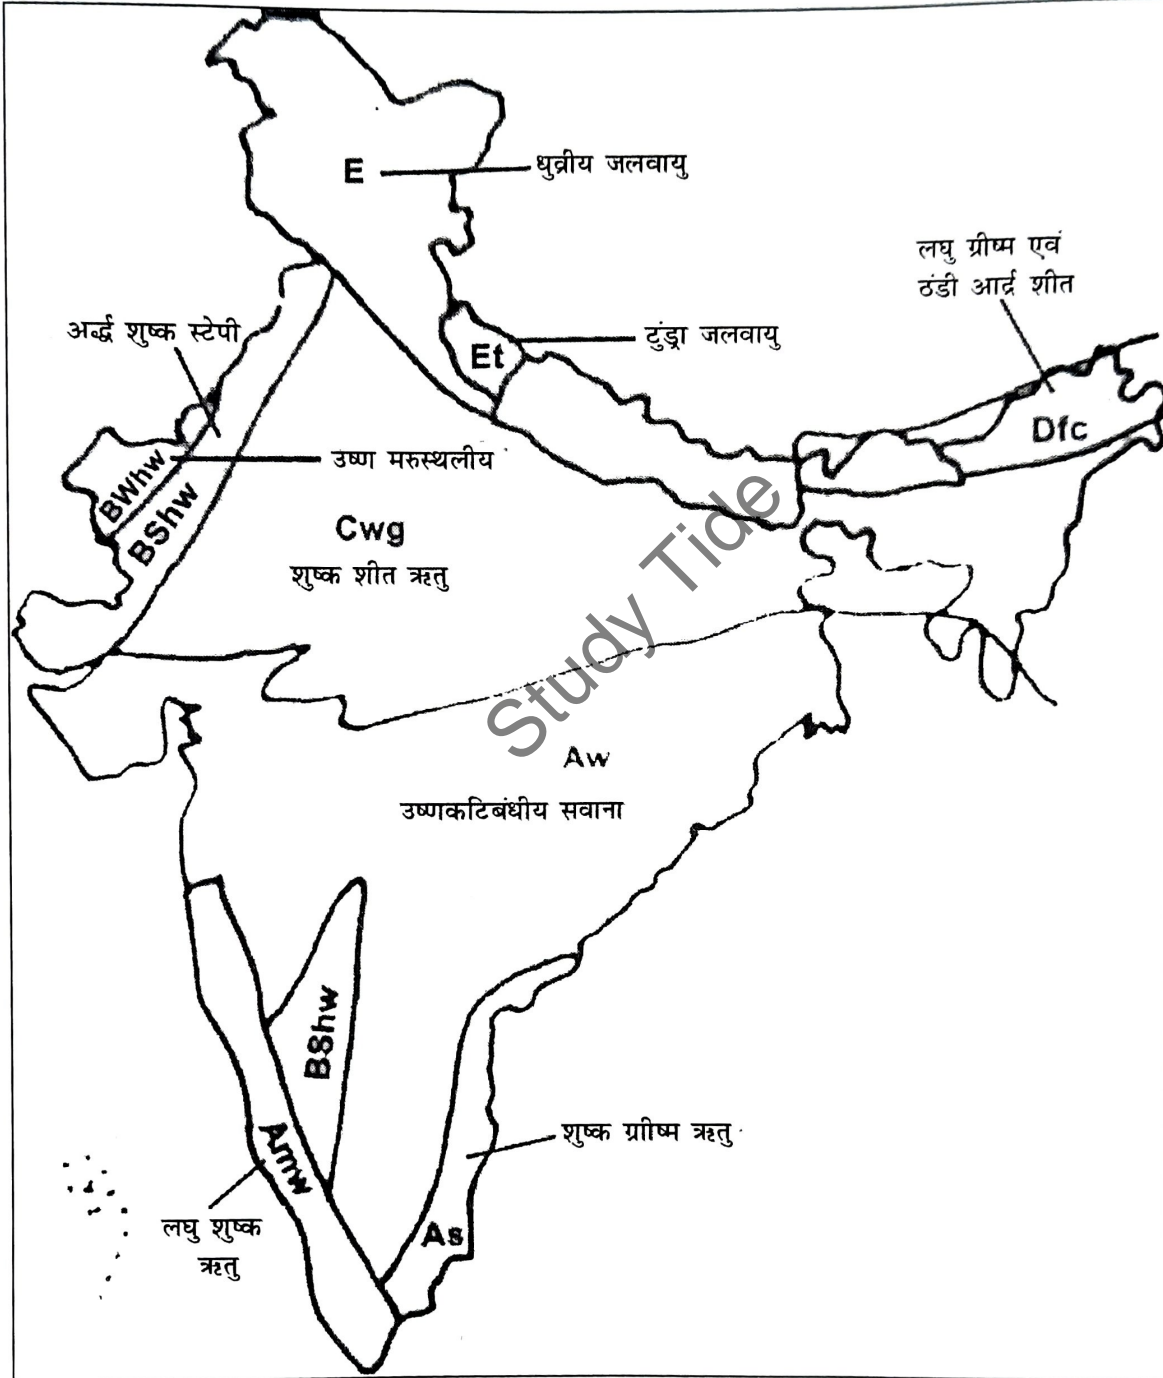 E
धुव्रीय जलवायु
लघु ग्रीष्म एवं
ठंडी आर्द्र शीत
अर्द्ध शुष्क स्टेपी
टुंड्रा जलवायु
Et
Dfc
उष्ण मरुस्थलीय
BWhw
BShw
Cwg
शुष्क शीत ऋतु
Study Tide
Aw
उष्णकटिबंधीय सवाना
BShw
शुष्क ग्राीष्म ऋतु
Amw
लघु शुष्क
ऋतु
As